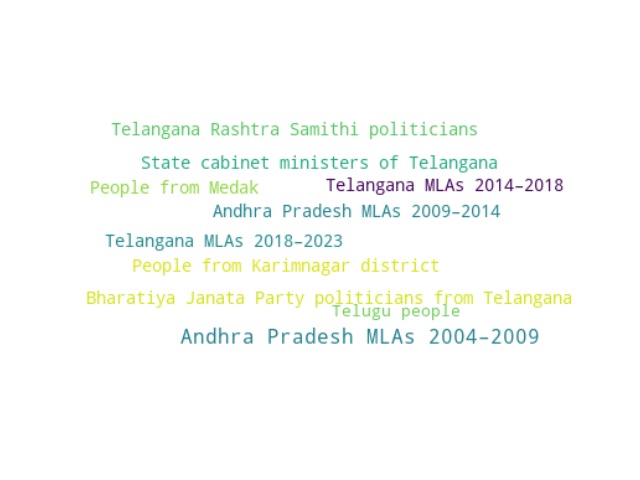 Telangana Rashtra Samithi politicians
State cabinet ministers of Telangana
People from Medak
Telangana MLAs 2014–2018
Andhra Pradesh MLAs 2009–2014
Telangana MLAs 2018–2023
People from Karimnagar district
Bharatiya Janata Party politicians from Telangana
Telugu people
Andhra Pradesh MLAs 2004–2009